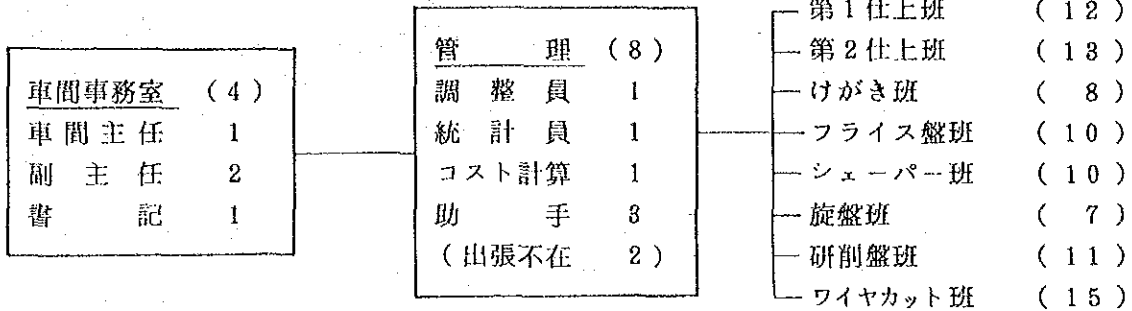 車間事務室 (4)
車間主任 1
副主任 2
書記 1
管理 (8)
調整員 1
統計員 1
コスト計算 1
助手 3
(出張不在 2)
第1仕上班 (12)
第2仕上班 (13)
けがき班 (8)
フライス盤班 (10)
シェーパー班 (10)
旋盤班 (7)
研削盤班 (11)
ワイヤカット班 (15)